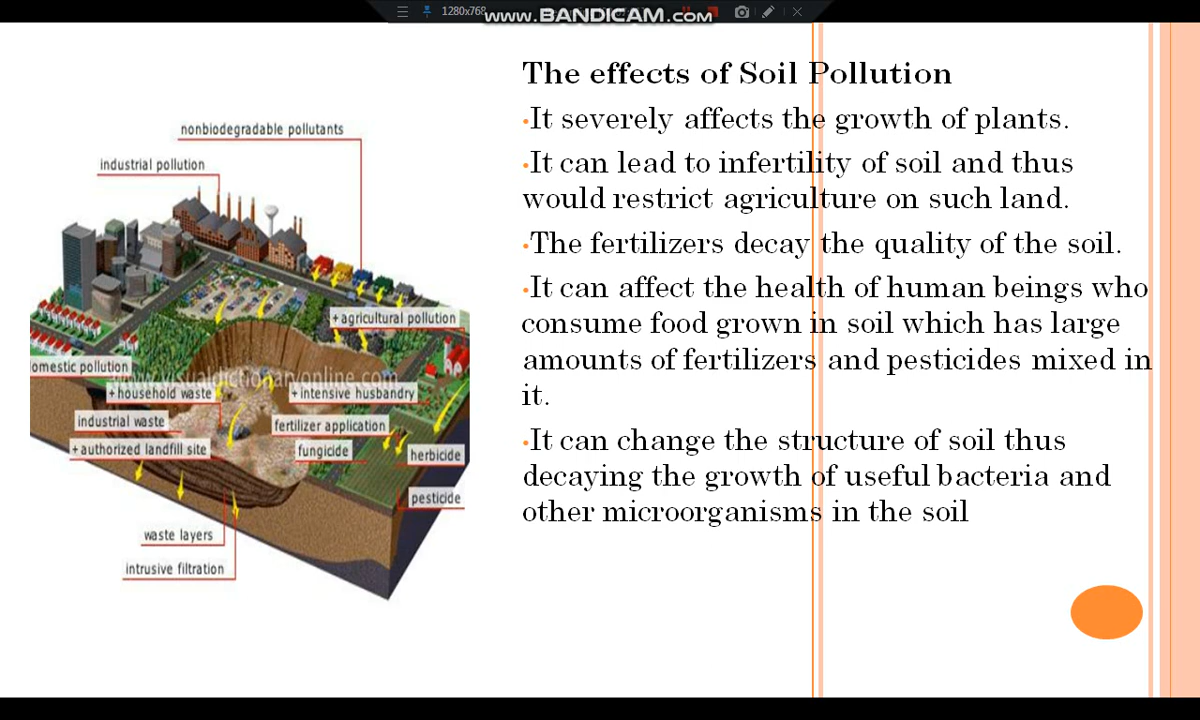 1280x768
www.BANDICAM.com
The effects of Soil Pollution
•It severely affects the growth of plants.
•It can lead to infertility of soil and thus
would restrict agriculture on such land.
•The fertilizers decay the quality of the soil.
•It can affect the health of human beings who
consume food grown in soil which has large
amounts of fertilizers and pesticides mixed in
it.
•It can change the structure of soil thus
decaying the growth of useful bacteria and
other microorganisms in the soil
nonbiodegradable pollutants
industrial pollution
+ agricultural pollution
omestic pollution
www.visualdictionaryonline.com
+ household waste
+ intensive husbandry
industrial waste
fertilizer application
+ authorized landfill site
fungicide
herbicide
pesticide
waste layers
intrusive filtration